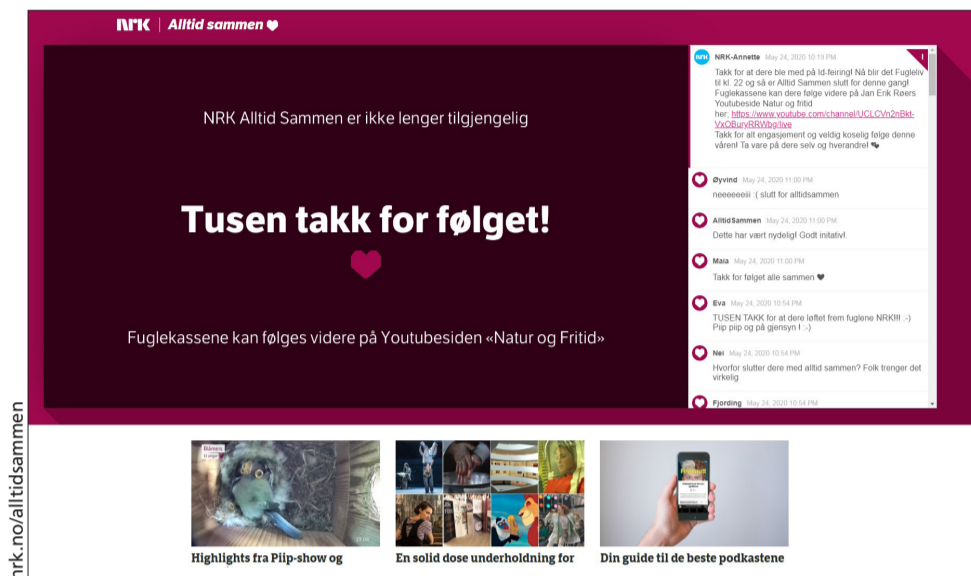 NRK Alltid sammen
NRK Alltid Sammen er ikke lenger tilgjengelig
Tusen takk for følget!
Fuglekassene kan følges videre på Youtubesiden «Natur og Fritid»
NRK NRK-Annette May 24, 2020 10:19 PM
Takk for at dere ble med på Id-feiring! Nå blir det Fugleliv
til kl. 22 og så er Alltid Sammen slutt for denne gang!
Fuglekassene kan dere følge videre på Jan Erik Røers
Youtubeside Natur og fritid
her: https://www.youtube.com/channel/UCLCVn2nBkt-
VxOBuryRRWbg/live
Takk for alt engasjement og veldig koselig følge denne
våren! Ta vare på dere selv og hverandre!
Øyvind May 24, 2020 11:00 PM
neeeeeeiii :( slutt for alltidsammen
AlltidSammen May 24, 2020 11:00 PM
Dette har vært nydelig! Godt initativ!.
Maia May 24, 2020 11:00 PM
Takk for følget alle sammen
Eva May 24, 2020 10:54 PM
TUSEN TAKK for at dere løftet frem fuglene NRK!!! :-)
Piip piip og på gjensyn ! :-)
Nei May 24, 2020 10:54 PM
Hvorfor slutter dere med alltid sammen? Folk trenger det
virkelig
Fjording May 24, 2020 10:54 PM
Blåmeis
Highlights fra Piip-show og
En solid dose underholdning for
Din guide til de beste podkastene
nrk.no/alltidsammen